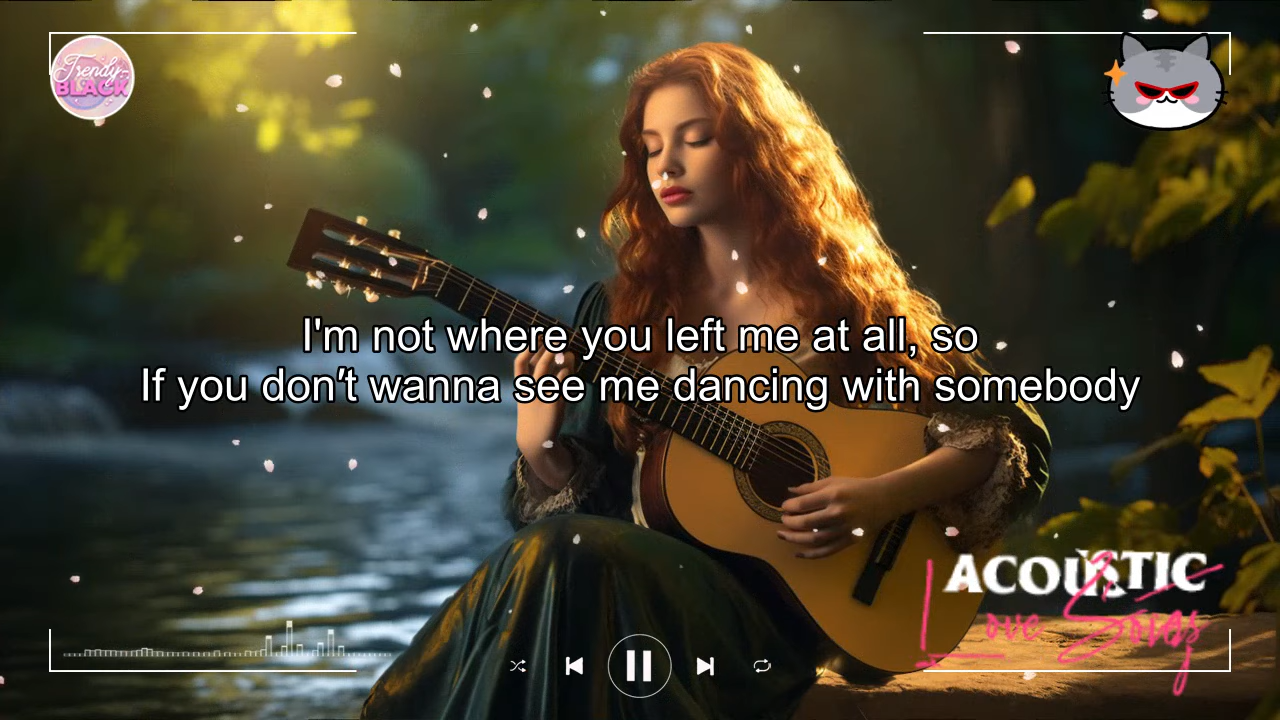 Trendy
BLACK
I'm not where you left me at all, so
If you don't wanna see me dancing with somebody
ACOUSTIC
Love Songs